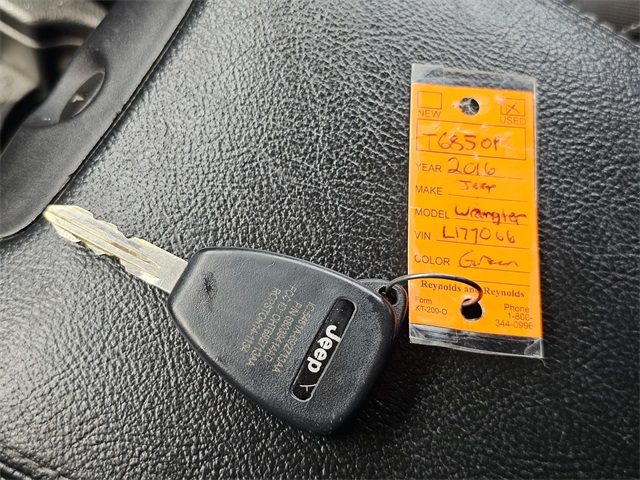 NEW
X
USED
T6850P
YEAR 2016
MAKE Jeep
MODEL Wrangler
VIN L177066
COLOR Green
Reynolds and Reynolds
Form
KT-200-O
Phone
1-800-
344-0996
Jeep